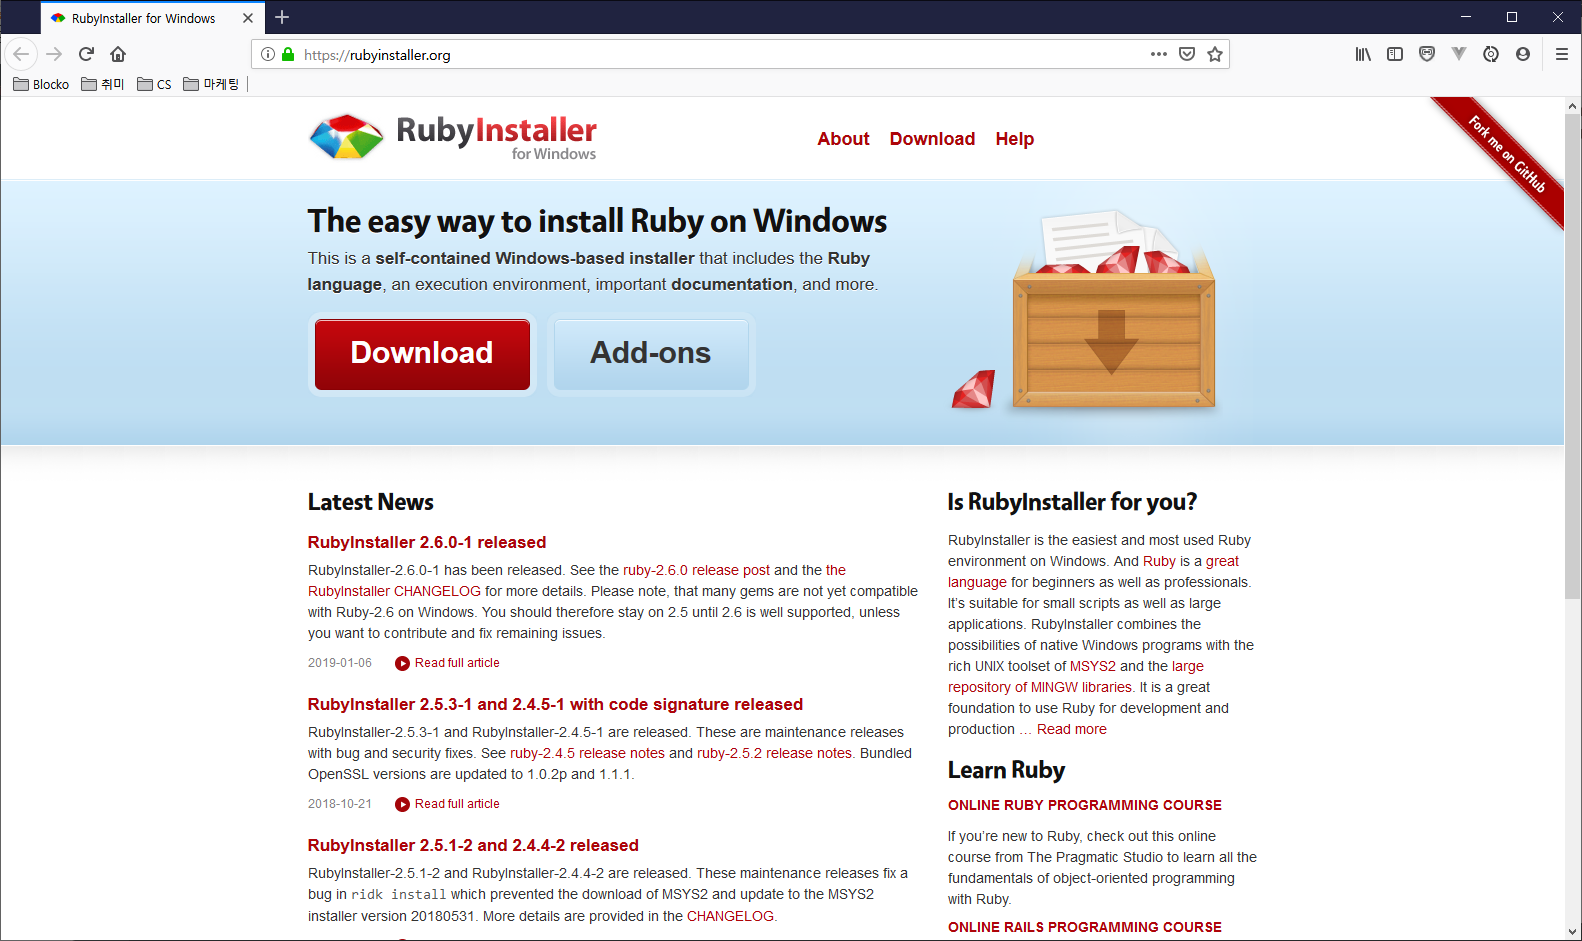 RubyInstaller for Windows
https://rubyinstaller.org
Blocko 취미 CS 마케팅
RubyInstaller
for Windows
About Download Help
Fork me on GitHub
The easy way to install Ruby on Windows
This is a self-contained Windows-based installer that includes the Ruby
language, an execution environment, important documentation, and more.
Download Add-ons
Latest News
RubyInstaller 2.6.0-1 released
RubyInstaller-2.6.0-1 has been released. See the ruby-2.6.0 release post and the the
RubyInstaller CHANGELOG for more details. Please note, that many gems are not yet compatible
with Ruby-2.6 on Windows. You should therefore stay on 2.5 until 2.6 is well supported, unless
you want to contribute and fix remaining issues.
2019-01-06 Read full article
RubyInstaller 2.5.3-1 and 2.4.5-1 with code signature released
RubyInstaller-2.5.3-1 and RubyInstaller-2.4.5-1 are released. These are maintenance releases
with bug and security fixes. See ruby-2.4.5 release notes and ruby-2.5.2 release notes. Bundled
OpenSSL versions are updated to 1.0.2p and 1.1.1.
2018-10-21 Read full article
RubyInstaller 2.5.1-2 and 2.4.4-2 released
RubyInstaller-2.5.1-2 and RubyInstaller-2.4.4-2 are released. These maintenance releases fix a
bug in ridk install which prevented the download of MSYS2 and update to the MSYS2
installer version 20180531. More details are provided in the CHANGELOG.
Is RubyInstaller for you?
RubyInstaller is the easiest and most used Ruby
environment on Windows. And Ruby is a great
language for beginners as well as professionals.
It’s suitable for small scripts as well as large
applications. RubyInstaller combines the
possibilities of native Windows programs with the
rich UNIX toolset of MSYS2 and the large
repository of MINGW libraries. It is a great
foundation to use Ruby for development and
production … Read more
Learn Ruby
ONLINE RUBY PROGRAMMING COURSE
If you’re new to Ruby, check out this online
course from The Pragmatic Studio to learn all the
fundamentals of object-oriented programming
with Ruby.
ONLINE RAILS PROGRAMMING COURSE